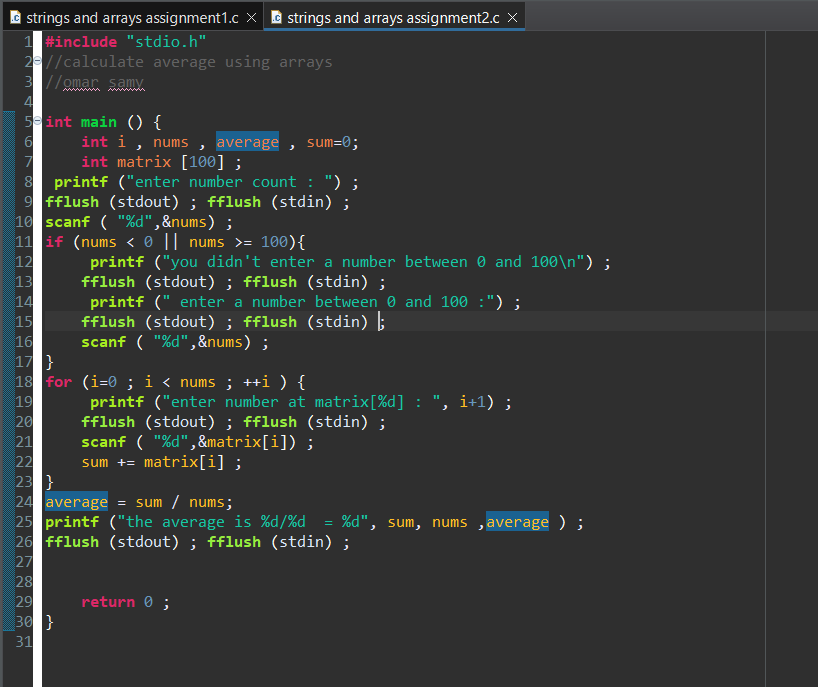 strings and arrays assignment1.c strings and arrays assignment2.c
1 #include "stdio.h"
2 //calculate average using arrays
3 //omar samy
4
5 int main () {
6     int i , nums , average , sum=0;
7     int matrix [100] ;
8  printf ("enter number count : ") ;
9 fflush (stdout) ; fflush (stdin) ;
10 scanf ( "%d",&nums) ;
11 if (nums < 0 || nums >= 100){
12      printf ("you didn't enter a number between 0 and 100\n") ;
13     fflush (stdout) ; fflush (stdin) ;
14      printf (" enter a number between 0 and 100 :") ;
15     fflush (stdout) ; fflush (stdin) ;
16     scanf ( "%d",&nums) ;
17 }
18 for (i=0 ; i < nums ; ++i ) {
19      printf ("enter number at matrix[%d] : ", i+1) ;
20     fflush (stdout) ; fflush (stdin) ;
21     scanf ( "%d",&matrix[i]) ;
22     sum += matrix[i] ;
23 }
24 average = sum / nums;
25 printf ("the average is %d/%d  = %d", sum, nums ,average ) ;
26 fflush (stdout) ; fflush (stdin) ;
27
28
29     return 0 ;
30 }
31